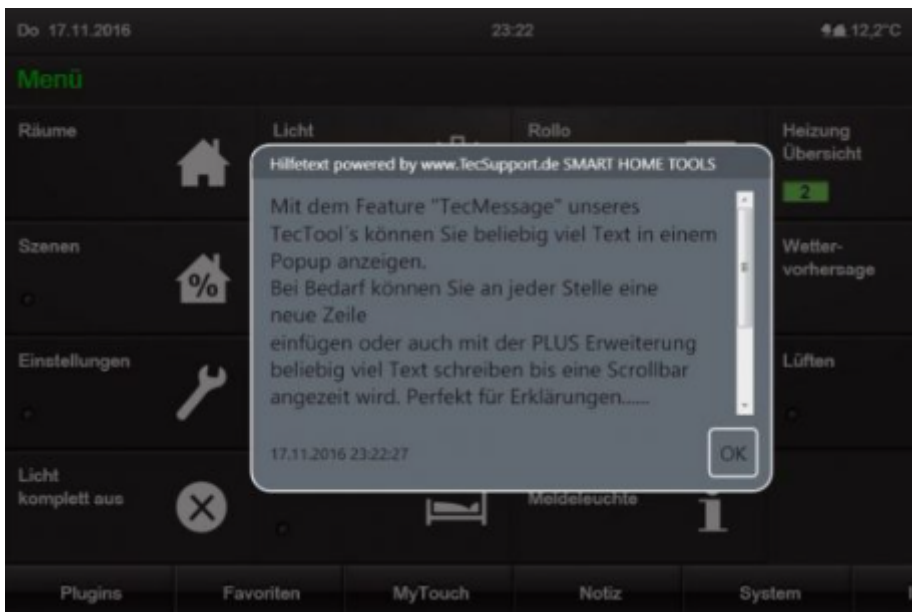 Do 17.11.2016
23:22
12,2°C
Menü
Räume
Licht
Rollo
Heizung
Übersicht
2
Hilfetext powered by www.TecSupport.de SMART HOME TOOLS
Mit dem Feature "TecMessage" unseres
TecTool´s können Sie beliebig viel Text in einem
Popup anzeigen.
Bei Bedarf können Sie an jeder Stelle eine
neue Zeile
einfügen oder auch mit der PLUS Erweiterung
beliebig viel Text schreiben bis eine Scrollbar
angezeit wird. Perfekt für Erklärungen......
17.11.2016 23:22:27
OK
Szenen
%
Wetter-
vorhersage
Einstellungen
Lüften
Licht
komplett aus
Meldeleuchte
Plugins
Favoriten
MyTouch
Notiz
System